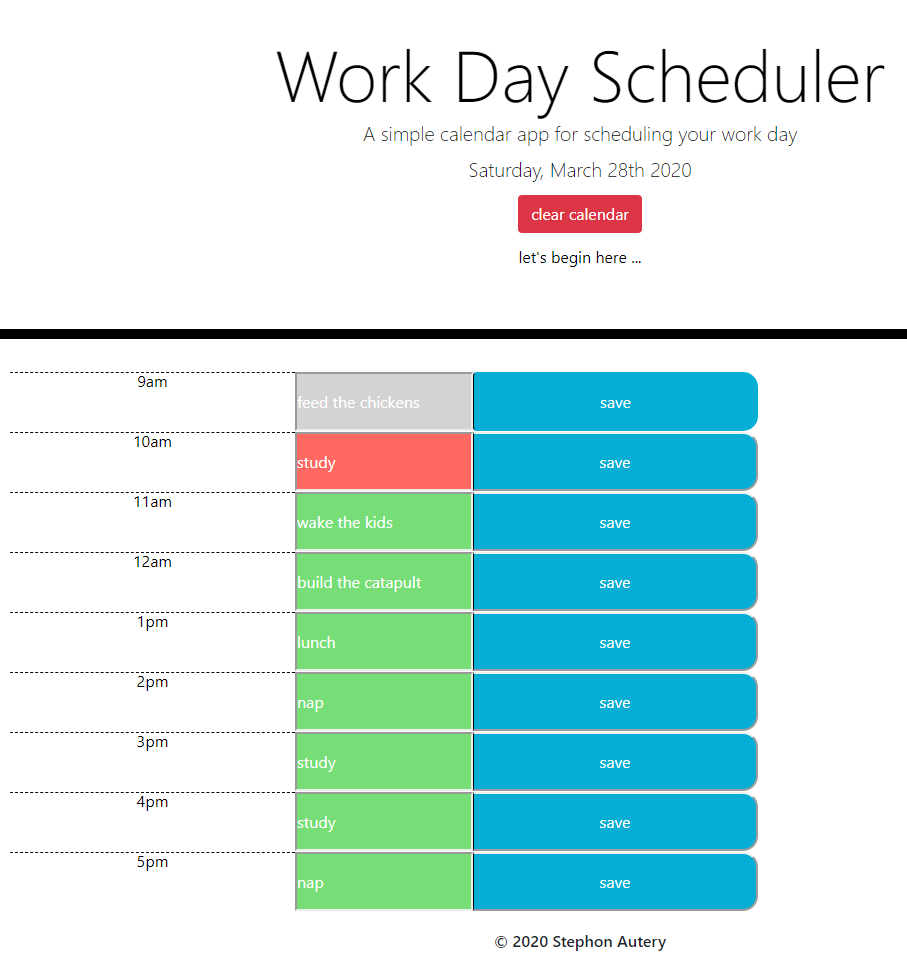 Work Day Scheduler
A simple calendar app for scheduling your work day
Saturday, March 28th 2020
clear calendar
let's begin here ...
9am feed the chickens save
10am study save
11am wake the kids save
12am build the catapult save
1pm lunch save
2pm nap save
3pm study save
4pm study save
5pm nap save
© 2020 Stephon Autery